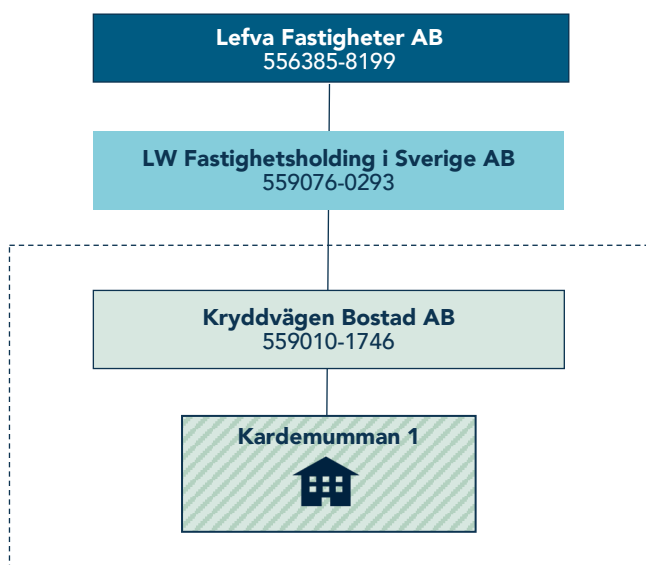 Lefva Fastigheter AB
556385-8199
LW Fastighetsholding i Sverige AB
559076-0293
Kryddvägen Bostad AB
559010-1746
Kardemumman 1